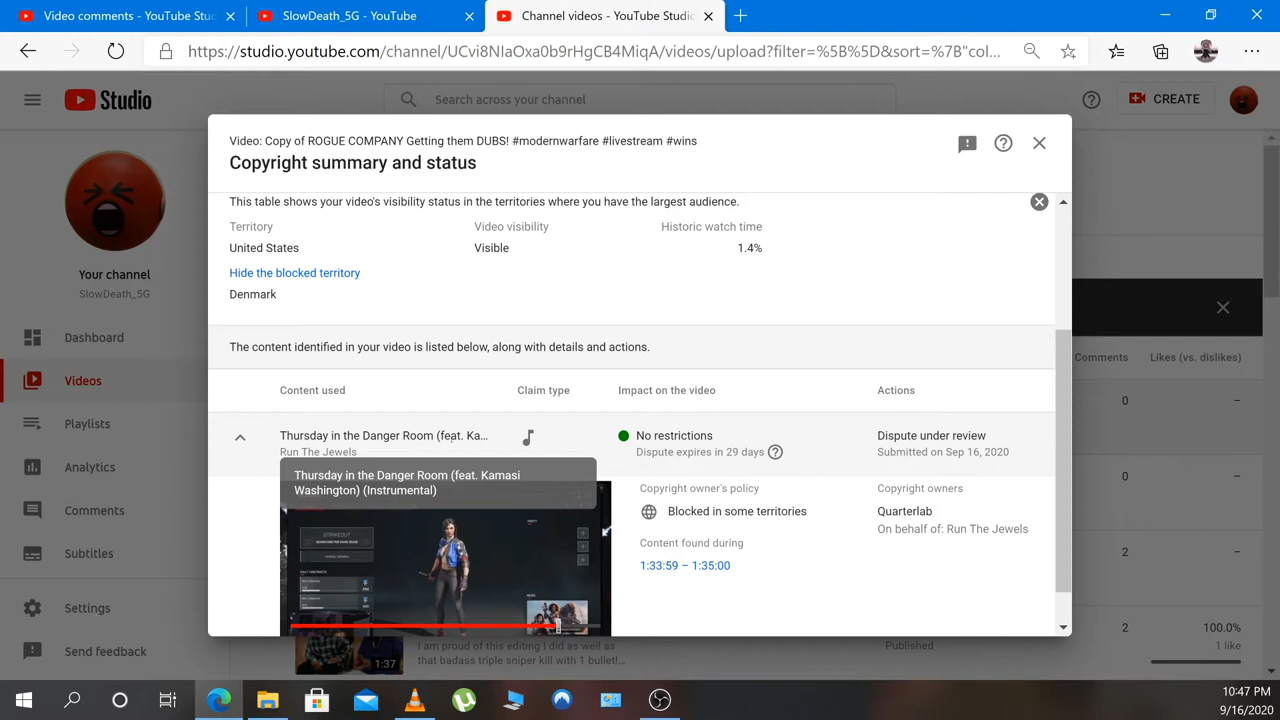 Video comments - YouTube Stu
SlowDeath_5G - YouTube
Channel videos - YouTube Studio
https://studio.youtube.com/channel/UCvi8NIaOxa0b9rHgCB4MiqA/videos/upload?filter=%5B%5D&sort=%7B"col...
Studio
Search across your channel
CREATE
Your channel
SlowDeath_5G
Dashboard
Videos
Playlists
Analytics
Comments
Subtitles
Settings
Send feedback
Video: Copy of ROGUE COMPANY Getting them DUBS! #modernwarfare #livestream #wins
Copyright summary and status
This table shows your video's visibility status in the territories where you have the largest audience.
Territory Video visibility Historic watch time
United States Visible 1.4%
Hide the blocked territory
Denmark
The content identified in your video is listed below, along with details and actions.
Content used Claim type Impact on the video Actions
Thursday in the Danger Room (feat. Ka... No restrictions Dispute under review
Run The Jewels Dispute expires in 29 days Submitted on Sep 16, 2020
Thursday in the Danger Room (feat. Kamasi
Washington) (Instrumental)
Copyright owner's policy Copyright owners
Blocked in some territories Quarterlab
On behalf of: Run The Jewels
Content found during
1:33:59 – 1:35:00
Comments Likes (vs. dislikes)
0 –
0 –
2 –
2 100.0%
1 like
1:37
I am proud of this editing I did as well as
that badass triple sniper kill with 1 bullet!...
Published
10:47 PM
9/16/2020